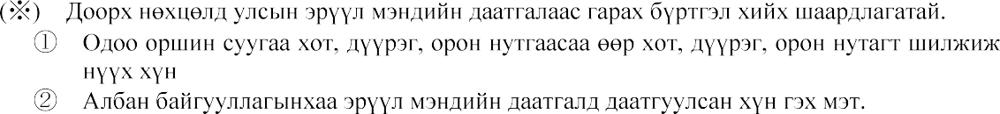 (※) Доорх нөхцөлд улсын эрүүл мэндийн даатгалаас гарах бүртгэл хийх шаардлагатай.
① Одоо оршин суугаа хот, дүүрэг, орон нутгаасаа өөр хот, дүүрэг, орон нутагт шилжиж
нүүх хүн
② Албан байгууллагынхаа эрүүл мэндийн даатгалд даатгуулсан хүн гэх мэт.